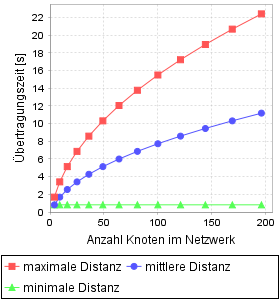 Übertragungszeit [s]
22
20
18
16
14
12
10
8
6
4
2
0
0 50 100 150 200
Anzahl Knoten im Netzwerk
maximale Distanz mittlere Distanz
minimale Distanz